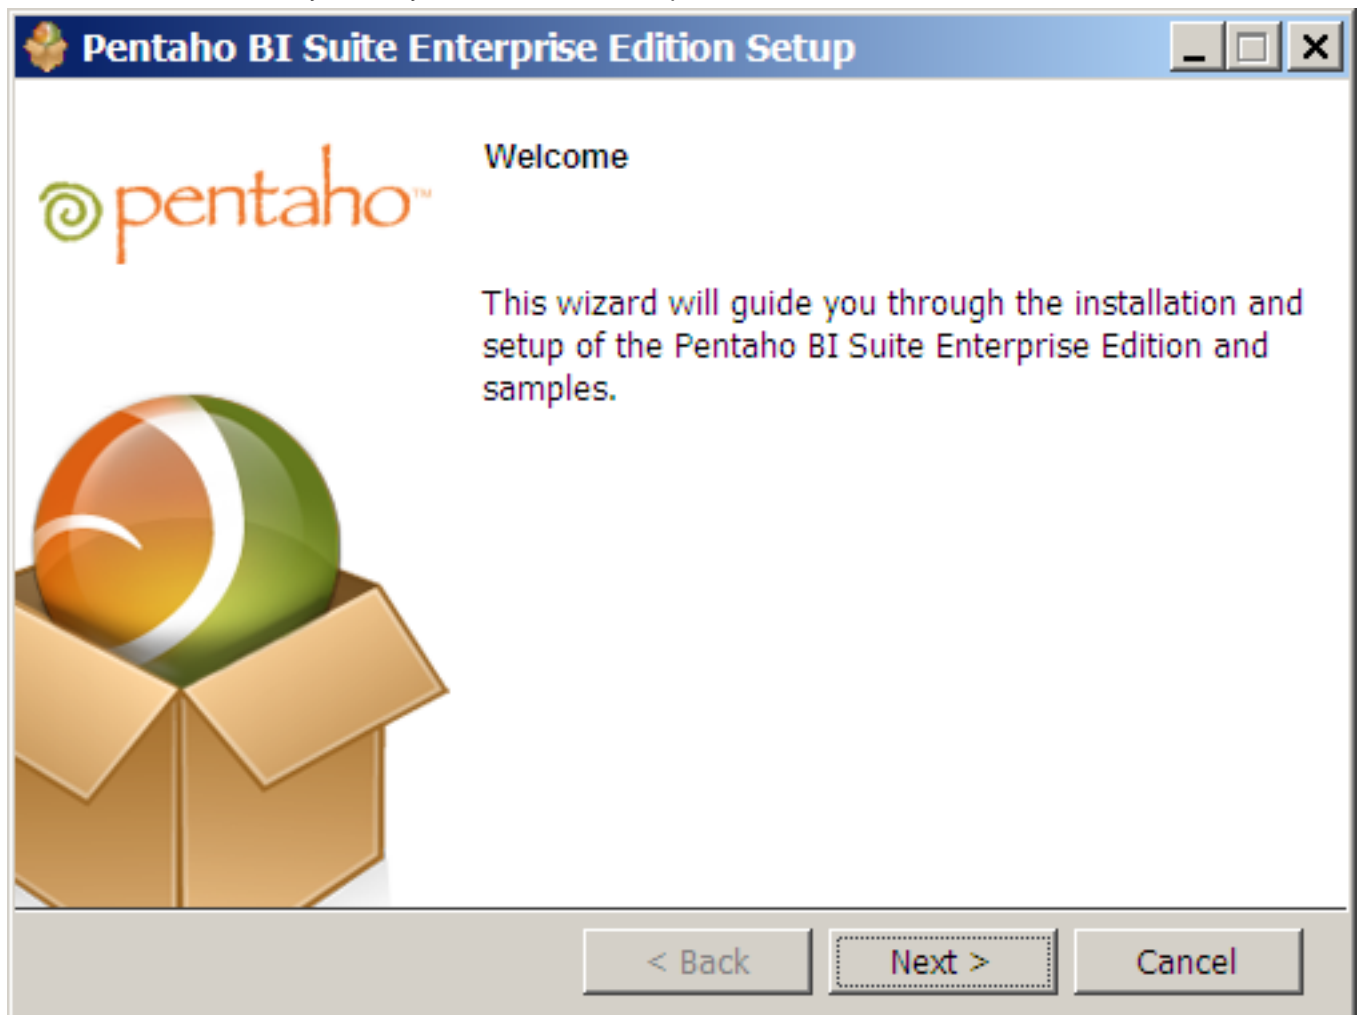 Pentaho BI Suite Enterprise Edition Setup
pentaho™
Welcome
This wizard will guide you through the installation and
setup of the Pentaho BI Suite Enterprise Edition and
samples.
< Back
Next >
Cancel